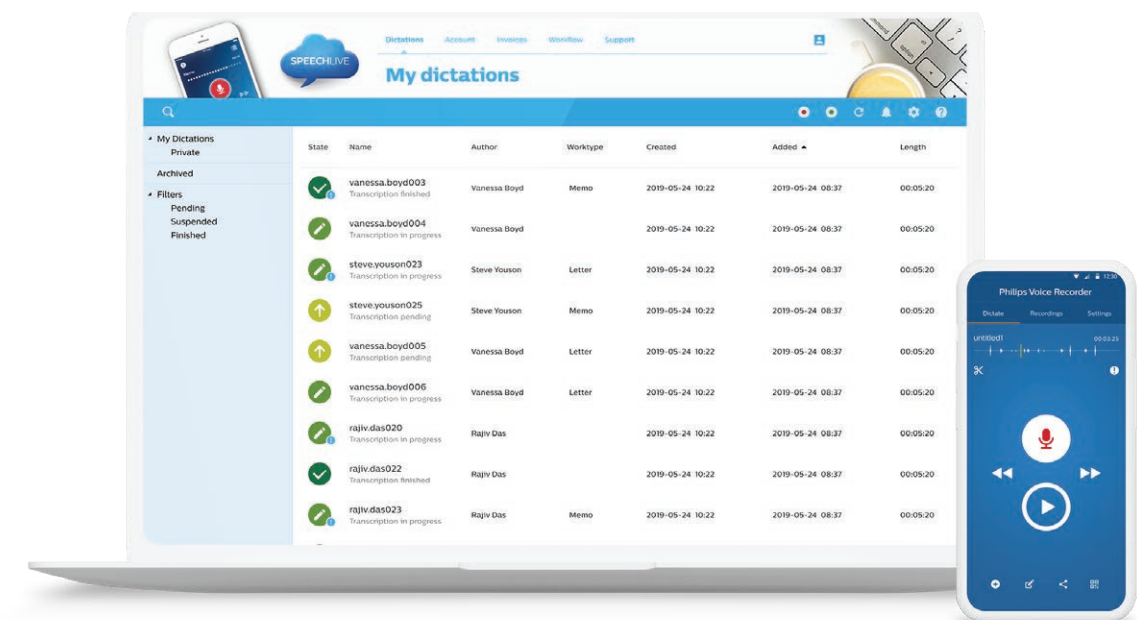 SPEECHLIVE
Dictations Account Invoices Workflow Support
My dictations
My Dictations
Private
Archived
Filters
Pending
Suspended
Finished
State Name Author Worktype Created Added Length
vanessa.boyd003 Vanessa Boyd Memo 2019-05-24 10:22 2019-05-24 08:37 00:05:20
Transcription finished
vanessa.boyd004 Vanessa Boyd 2019-05-24 10:22 2019-05-24 08:37 00:05:20
Transcription in progress
steve.youson023 Steve Youson Letter 2019-05-24 10:22 2019-05-24 08:37 00:05:20
Transcription in progress
steve.youson025 Steve Youson Memo 2019-05-24 10:22 2019-05-24 08:37 00:05:20
Transcription pending
vanessa.boyd005 Vanessa Boyd Letter 2019-05-24 10:22 2019-05-24 08:37 00:05:20
Transcription pending
vanessa.boyd006 Vanessa Boyd Letter 2019-05-24 10:22 2019-05-24 08:37 00:05:20
Transcription in progress
rajiv.das020 Rajiv Das 2019-05-24 10:22 2019-05-24 08:37 00:05:20
Transcription in progress
rajiv.das022 Rajiv Das 2019-05-24 10:22 2019-05-24 08:37 00:05:20
Transcription finished
rajiv.das023 Rajiv Das Memo 2019-05-24 10:22 2019-05-24 08:37 00:05:20
Transcription in progress
12:30
Philips Voice Recorder
Dictate Recordings Settings
untitled1 00:03:25